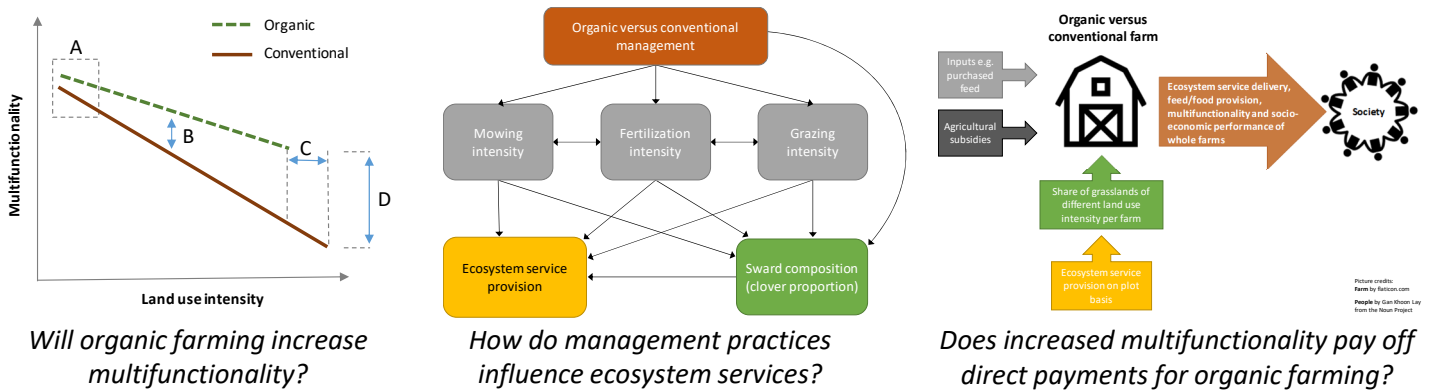 Organic
Conventional
A
B
C
D
Multifunctionality
Land use intensity
Will organic farming increase
multifunctionality?
Organic versus conventional
management
Mowing
intensity
Fertilization
intensity
Grazing
intensity
Ecosystem service
provision
Sward composition
(clover proportion)
How do management practices
influence ecosystem services?
Organic versus
conventional farm
Inputs e.g.
purchased
feed
Agricultural
subsidies
Ecosystem service delivery,
feed/food provision,
multifunctionality and socio-
economic performance of
whole farms
Society
Share of grasslands
of different land use
intensity per farm
Ecosystem service
provision on plot
basis
Picture credits:
Farm by flaticon.com
People by Gan Khoon Lay
from the Noun Project
Does increased multifunctionality pay off
direct payments for organic farming?